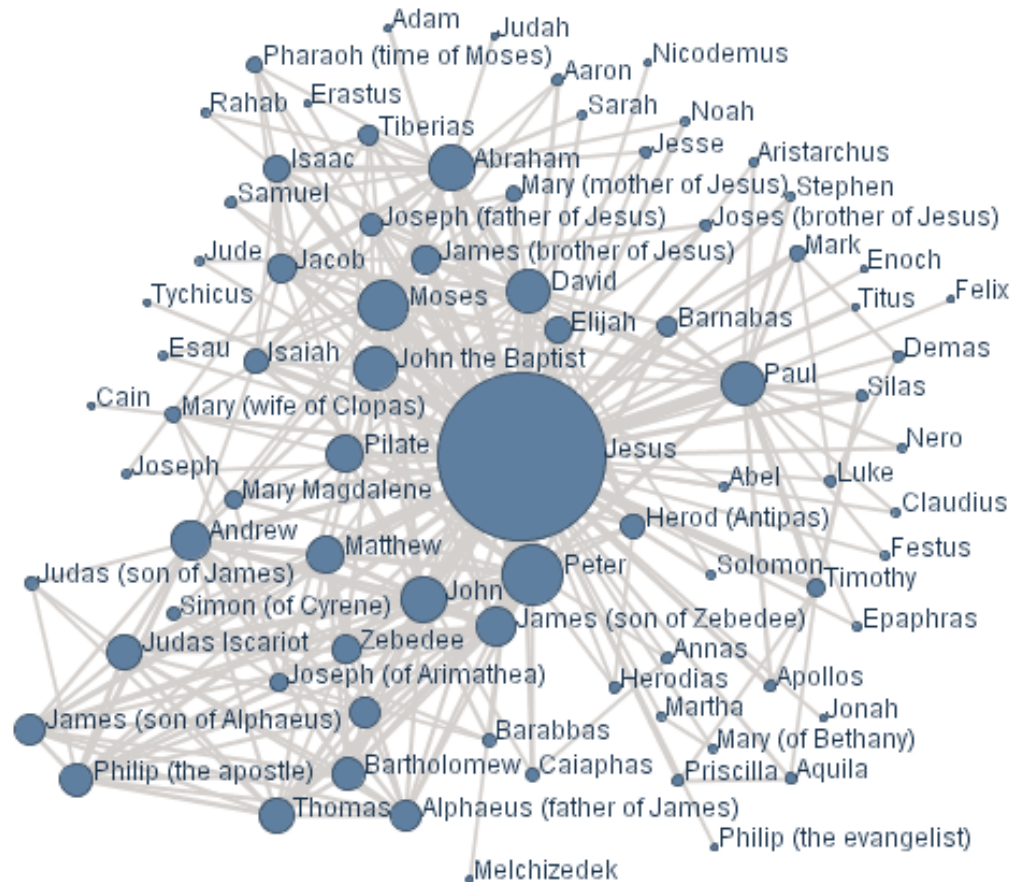 Adam
Judah
Pharaoh (time of Moses)
Nicodemus
Aaron
Rahab
Erastus
Sarah
Noah
Tiberias
Jesse
Aristarchus
Isaac
Abraham
Mary (mother of Jesus)
Stephen
Samuel
Joseph (father of Jesus)
Joses (brother of Jesus)
Jude
Jacob
James (brother of Jesus)
Mark
Enoch
Tychicus
Moses
David
Titus
Felix
Elijah
Barnabas
Esau
Isaiah
John the Baptist
Demas
Paul
Silas
Cain
Mary (wife of Clopas)
Pilate
Jesus
Nero
Joseph
Abel
Luke
Mary Magdalene
Claudius
Andrew
Matthew
Herod (Antipas)
Festus
Judas (son of James)
John
Peter
Solomon
Timothy
Simon (of Cyrene)
James (son of Zebedee)
Epaphras
Judas Iscariot
Zebedee
Annas
Joseph (of Arimathea)
Herodias
Apollos
James (son of Alphaeus)
Martha
Jonah
Barabbas
Mary (of Bethany)
Philip (the apostle)
Bartholomew
Caiaphas
Priscilla
Aquila
Thomas
Alphaeus (father of James)
Philip (the evangelist)
Melchizedek